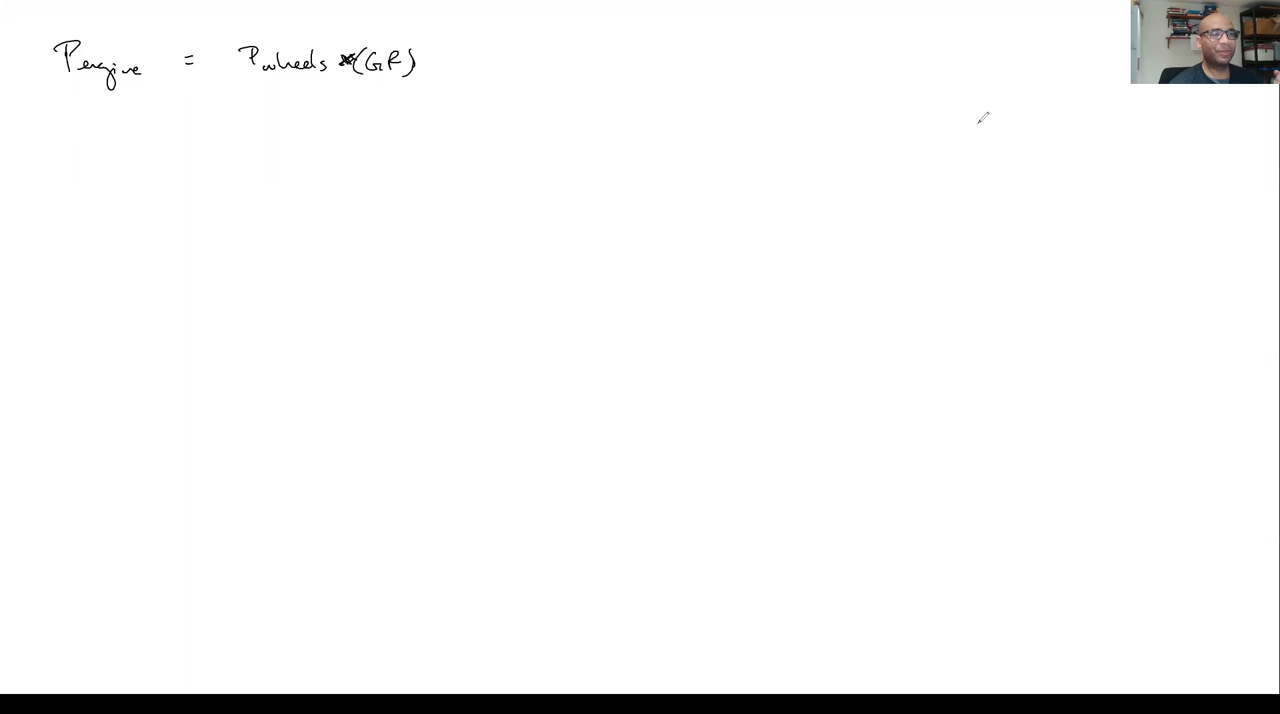 Pengine = Pwheels *(GR)